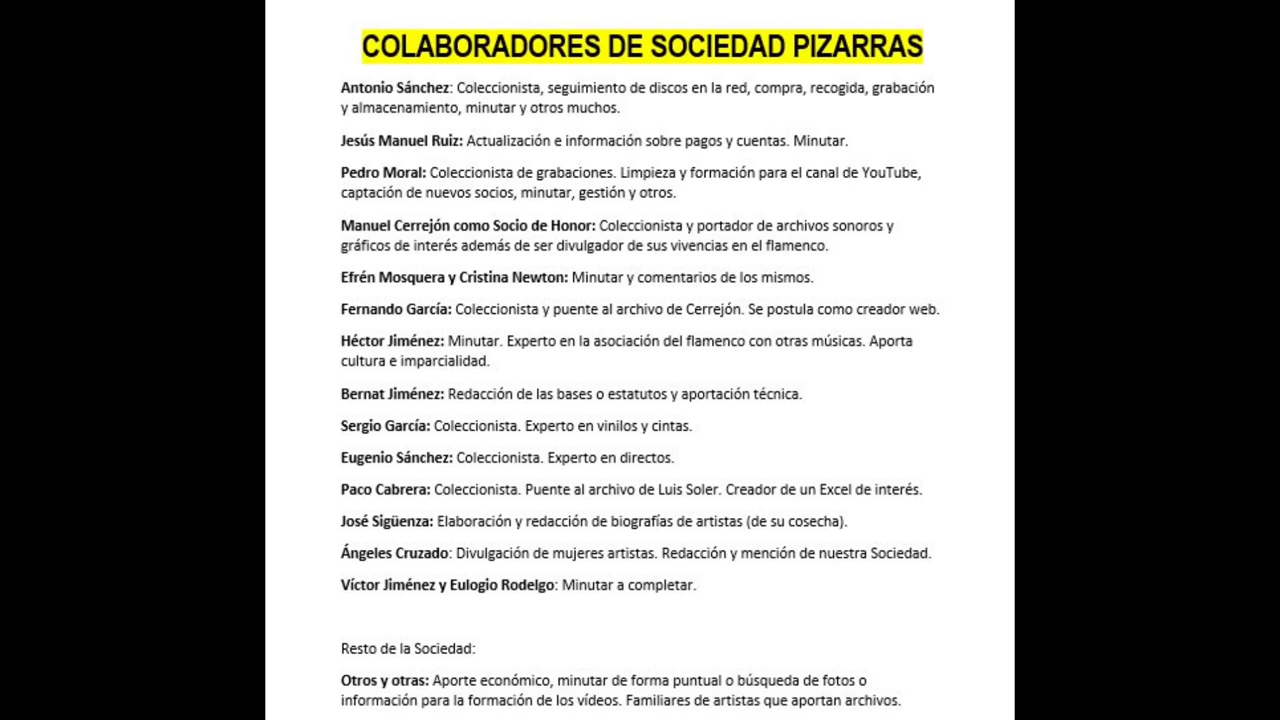 COLABORADORES DE SOCIEDAD PIZARRAS
Antonio Sánchez: Coleccionista, seguimiento de discos en la red, compra, recogida, grabación
y almacenamiento, minutar y otros muchos.
Jesús Manuel Ruiz: Actualización e información sobre pagos y cuentas. Minutar.
Pedro Moral: Coleccionista de grabaciones. Limpieza y formación para el canal de YouTube,
captación de nuevos socios, minutar, gestión y otros.
Manuel Cerrejón como Socio de Honor: Coleccionista y portador de archivos sonoros y
gráficos de interés además de ser divulgador de sus vivencias en el flamenco.
Efrén Mosquera y Cristina Newton: Minutar y comentarios de los mismos.
Fernando García: Coleccionista y puente al archivo de Cerrejón. Se postula como creador web.
Héctor Jiménez: Minutar. Experto en la asociación del flamenco con otras músicas. Aporta
cultura e imparcialidad.
Bernat Jiménez: Redacción de las bases o estatutos y aportación técnica.
Sergio García: Coleccionista. Experto en vinilos y cintas.
Eugenio Sánchez: Coleccionista. Experto en directos.
Paco Cabrera: Coleccionista. Puente al archivo de Luis Soler. Creador de un Excel de interés.
José Sigüenza: Elaboración y redacción de biografías de artistas (de su cosecha).
Ángeles Cruzado: Divulgación de mujeres artistas. Redacción y mención de nuestra Sociedad.
Víctor Jiménez y Eulogio Rodelgo: Minutar a completar.
Resto de la Sociedad:
Otros y otras: Aporte económico, minutar de forma puntual o búsqueda de fotos o
información para la formación de los vídeos. Familiares de artistas que aportan archivos.